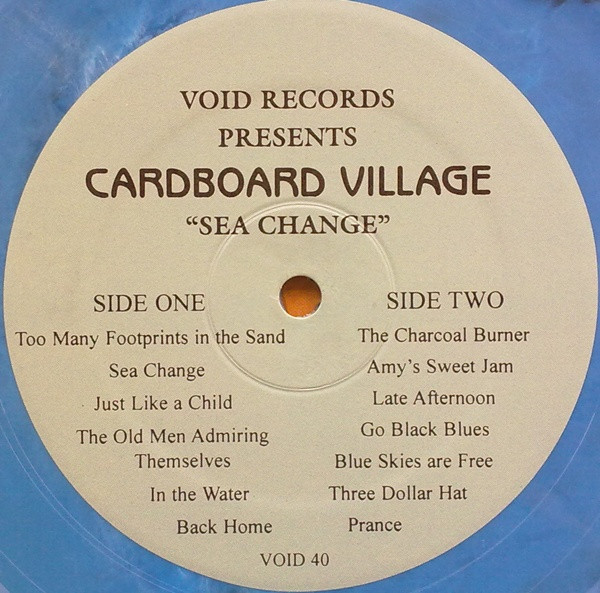 VOID RECORDS
PRESENTS
CARDBOARD VILLAGE
“SEA CHANGE”
SIDE ONE
Too Many Footprints in the Sand
Sea Change
Just Like a Child
The Old Men Admiring
Themselves
In the Water
Back Home
SIDE TWO
The Charcoal Burner
Amy’s Sweet Jam
Late Afternoon
Go Black Blues
Blue Skies are Free
Three Dollar Hat
Prance
VOID 40